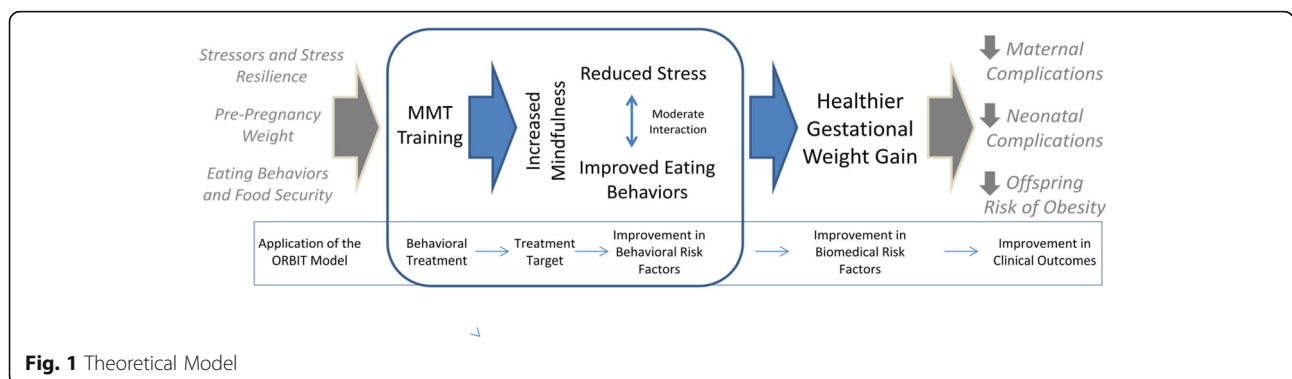 Stressors and Stress
Resilience
Pre-Pregnancy
Weight
Eating Behaviors
and Food Security
MMT
Training
Increased
Mindfulness
Reduced Stress
Moderate
Interaction
Improved Eating
Behaviors
Healthier
Gestational
Weight Gain
Maternal
Complications
Neonatal
Complications
Offspring
Risk of Obesity
Application of the
ORBIT Model
Behavioral
Treatment
Treatment
Target
Improvement in
Behavioral Risk
Factors
Improvement in
Biomedical Risk
Factors
Improvement in
Clinical Outcomes
Fig. 1 Theoretical Model